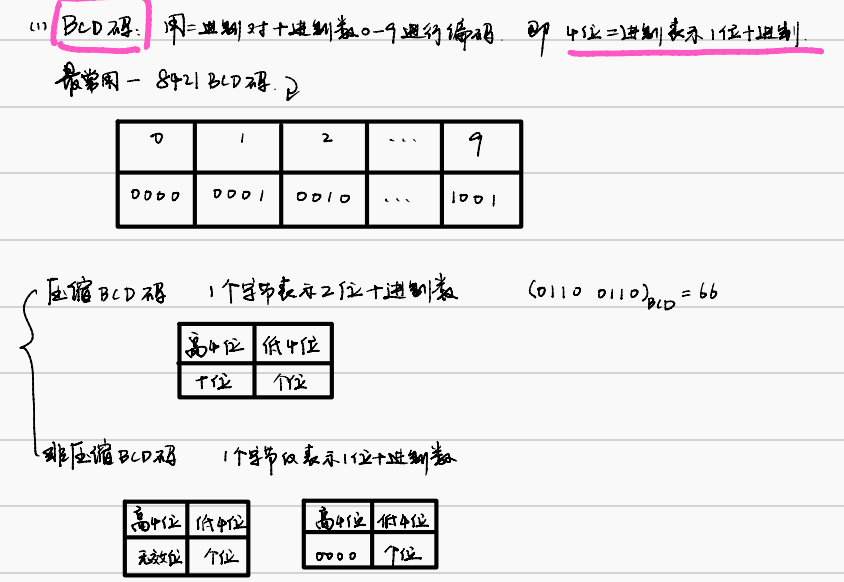 (1) BCD码: 用二进制对十进制数0-9进行编码. 即 4位二进制表示1位十进制.
最常用— 8421 BCD码.
0 1 2 ... 9
0000 0001 0010 ... 1001
压缩BCD码 1个字节表示2位十进制数 (0110 0110)BCD = 66
高4位 低4位
十位 个位
非压缩BCD码 1个字节仅表示1位十进制数
高4位 低4位 高4位 低4位
无效位 个位 0000 个位